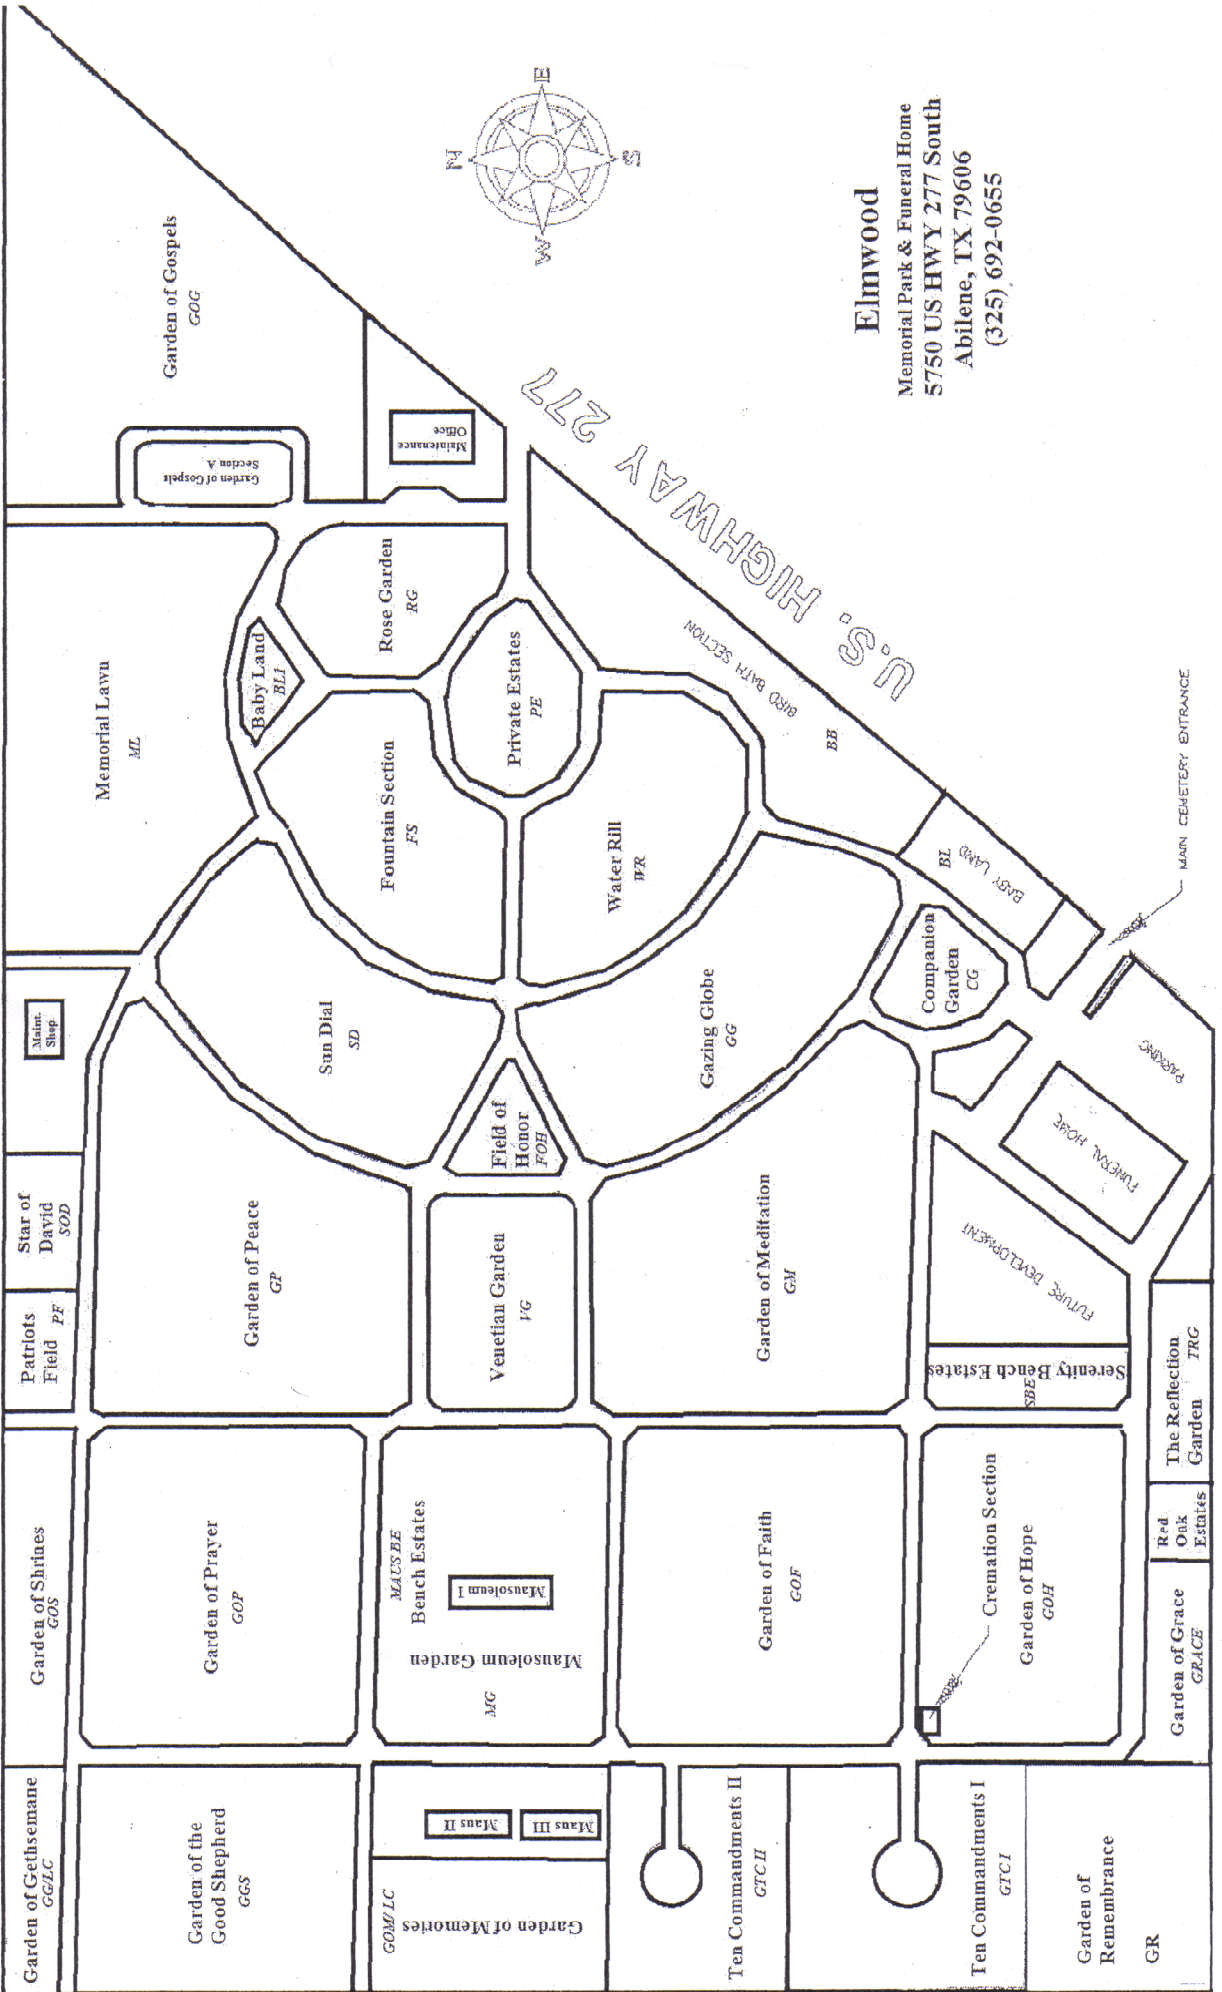 Garden of Gospels
GOG
Garden of Gospels
Section A
Maintenance
Office
N
E
S
W
Elmwood
Memorial Park & Funeral Home
5750 US HWY 277 South
Abilene, TX 79606
(325) 692-0655
U.S. HIGHWAY 277
Memorial Lawn
ML
Baby Land
BL1
Rose Garden
RG
Private Estates
PE
Fountain Section
FS
Water Rill
WR
BIRD BATH SECTION
BB
BL
BABY LAND
MAIN CEMETERY ENTRANCE
Maint.
Shop
Sun Dial
SD
Field of
Honor
FOH
Gazing Globe
GG
Companion
Garden
CG
PARKING
FUNERAL HOME
FUTURE DEVELOPMENT
Star of
David
SOD
Patriots
Field PF
Garden of Peace
GP
Venetian Garden
VG
Garden of Meditation
GM
Serenity Bench Estates
SBE
The Reflection
Garden TRG
Garden of Shrines
GOS
Garden of Prayer
GOP
MAUS BE
Bench Estates
Mausoleum I
Mausoleum Garden
MG
Garden of Faith
GOF
Cremation Section
Garden of Hope
GOH
Red
Oak
Estates
Garden of Grace
GRACE
Garden of Gethsemane
GG/LC
Garden of the
Good Shepherd
GGS
Maus II
Maus III
GOM/LC
Garden of Memories
Ten Commandments II
GTC II
Ten Commandments I
GTC I
Garden of
Remembrance
GR